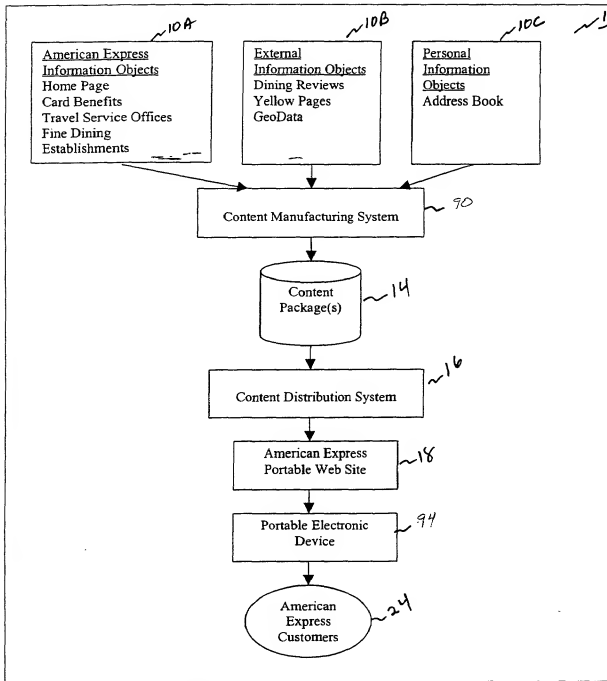 10A
10B
10C
American Express
Information Objects
Home Page
Card Benefits
Travel Service Offices
Fine Dining
Establishments
External
Information Objects
Dining Reviews
Yellow Pages
GeoData
Personal
Information
Objects
Address Book
Content Manufacturing System
90
Content
Package(s)
14
Content Distribution System
16
American Express
Portable Web Site
18
Portable Electronic
Device
94
American
Express
Customers
24